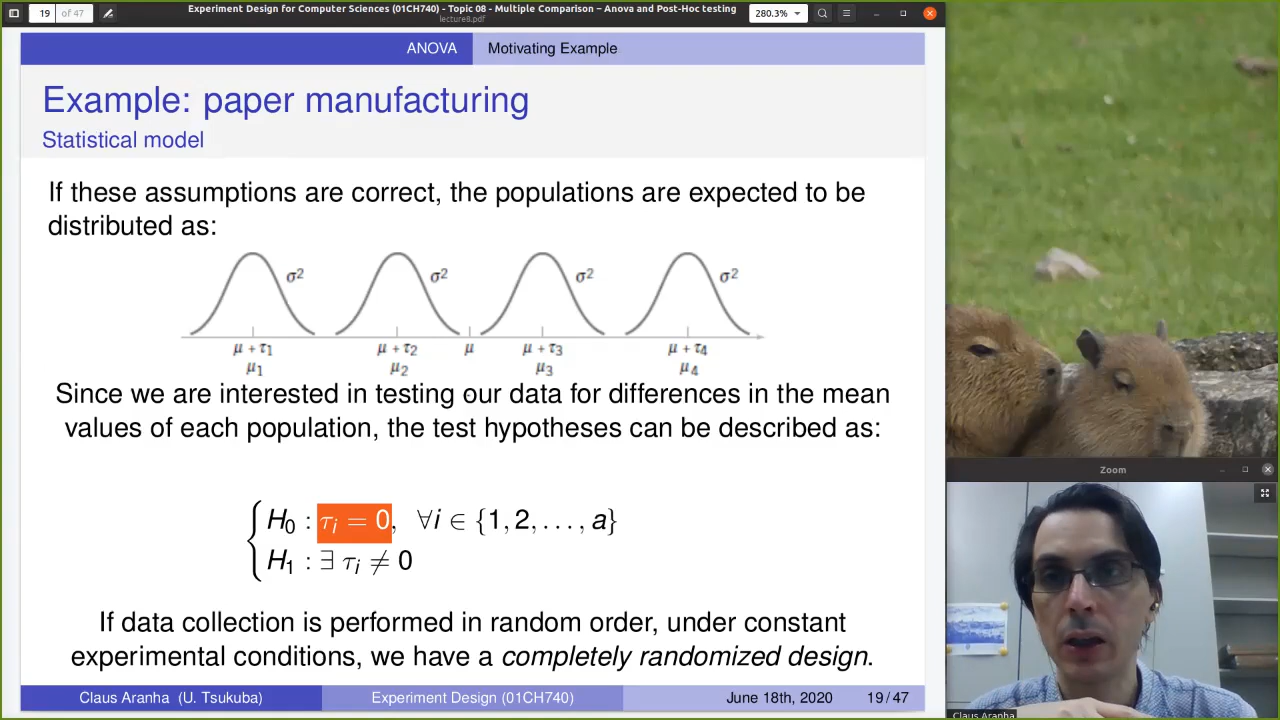 19 of 47
Experiment Design for Computer Sciences (01CH740) - Topic 08 - Multiple Comparison – Anova and Post-Hoc testing
lecture8.pdf
280.3%
ANOVA Motivating Example
Example: paper manufacturing
Statistical model
If these assumptions are correct, the populations are expected to be
distributed as:
σ² σ² σ² σ²
μ + τ₁ μ + τ₂ μ μ + τ₃ μ + τ₄
μ₁ μ₂ μ₃ μ₄
Since we are interested in testing our data for differences in the mean
values of each population, the test hypotheses can be described as:
H₀ : τᵢ = 0, ∀i ∈ {1, 2, . . . , a}
H₁ : ∃ τᵢ ≠ 0
If data collection is performed in random order, under constant
experimental conditions, we have a completely randomized design.
Claus Aranha (U. Tsukuba) Experiment Design (01CH740) June 18th, 2020 19 / 47
Zoom
Claus Aranha